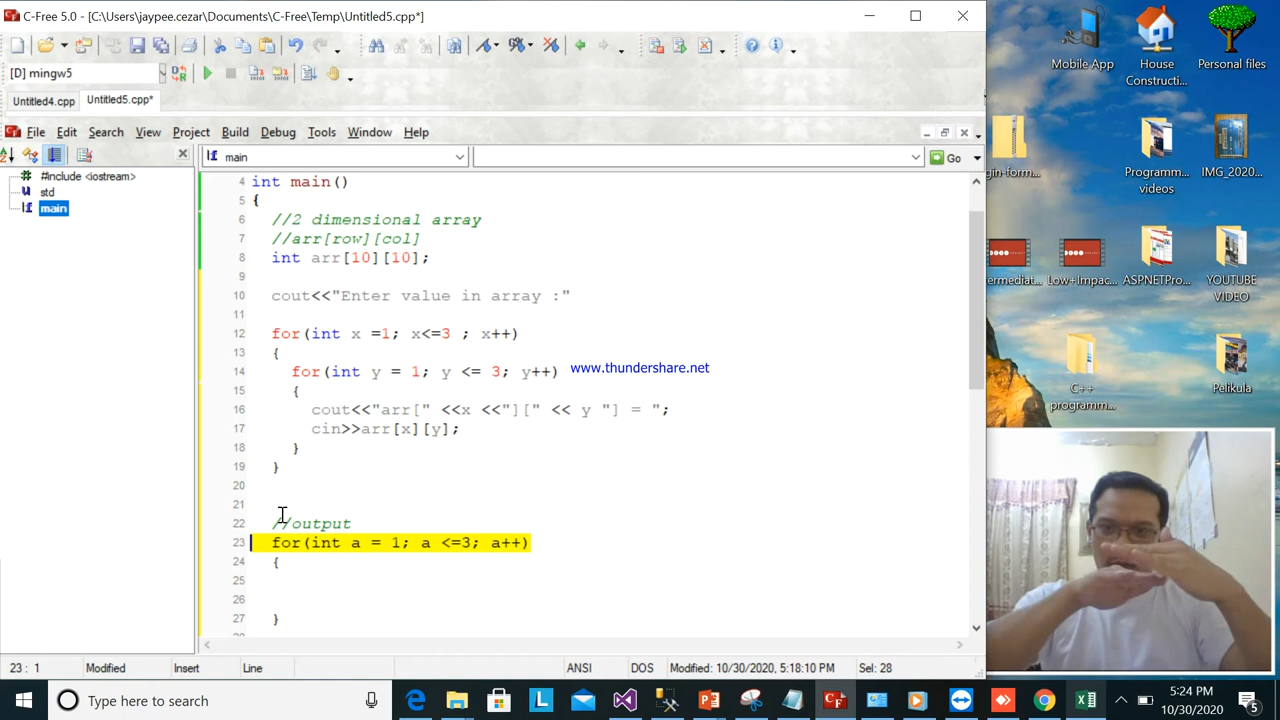 C-Free 5.0 - [C:\Users\jaypee.cezar\Documents\C-Free\Temp\Untitled5.cpp*]
[D] mingw5
Untitled4.cpp
Untitled5.cpp*
File Edit Search View Project Build Debug Tools Window Help
main
Go
#include <iostream>
std
main
4 int main()
5 {
6 //2 dimensional array
7 //arr[row][col]
8 int arr[10][10];
9
10 cout<<"Enter value in array :"
11
12 for(int x =1; x<=3 ; x++)
13 {
14 for(int y = 1; y <= 3; y++)
www.thundershare.net
15 {
16 cout<<"arr[" <<x <<"][" << y "] = ";
17 cin>>arr[x][y];
18 }
19 }
20
21
22 //output
23 for(int a = 1; a <=3; a++)
24 {
25
26
27 }
23 : 1 Modified Insert Line ANSI DOS Modified: 10/30/2020, 5:18:10 PM Sel: 28
Mobile App
House Constructi...
Personal files
gin-form...
Programm... videos
IMG_2020...
termediat...
Low+Impac...
ASPNETPro...
YOUTUBE VIDEO
C++ programm...
Pelikula
Type here to search
5:24 PM
10/30/2020
5